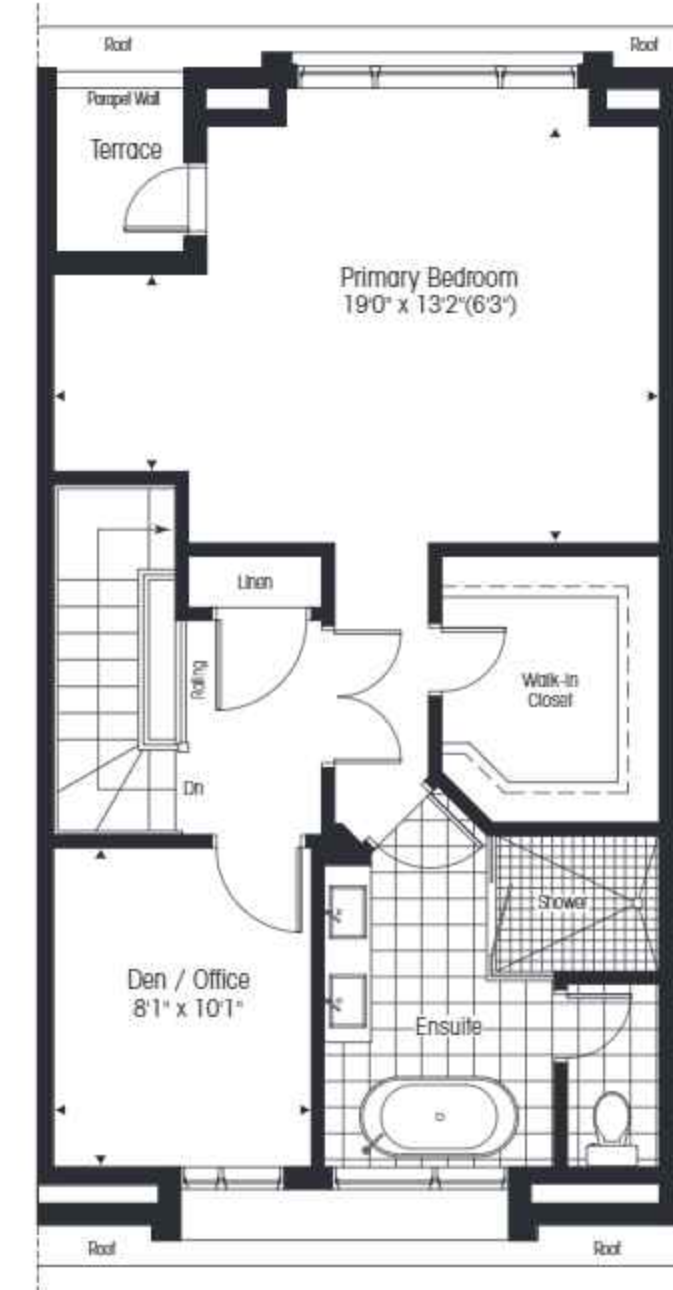 Roof
Roof
Parapet Wall
Terrace
Primary Bedroom
19'0" x 13'2"(6'3")
Linen
Railing
Walk-In
Closet
Dn
Shower
Den / Office
8'1" x 10'1"
Ensuite
Roof
Roof